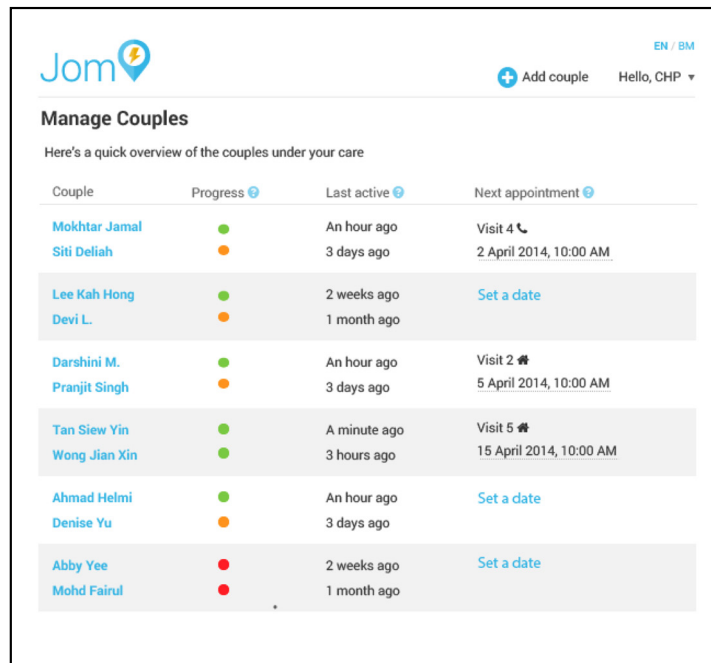 EN / BM
Jom
Add couple Hello, CHP
Manage Couples
Here's a quick overview of the couples under your care
Couple Progress ? Last active ? Next appointment ?
Mokhtar Jamal An hour ago Visit 4
Siti Deliah 3 days ago 2 April 2014, 10:00 AM
Lee Kah Hong 2 weeks ago Set a date
Devi L. 1 month ago
Darshini M. An hour ago Visit 2
Pranjit Singh 3 days ago 5 April 2014, 10:00 AM
Tan Siew Yin A minute ago Visit 5
Wong Jian Xin 3 hours ago 15 April 2014, 10:00 AM
Ahmad Helmi An hour ago Set a date
Denise Yu 3 days ago
Abby Yee 2 weeks ago Set a date
Mohd Fairul 1 month ago